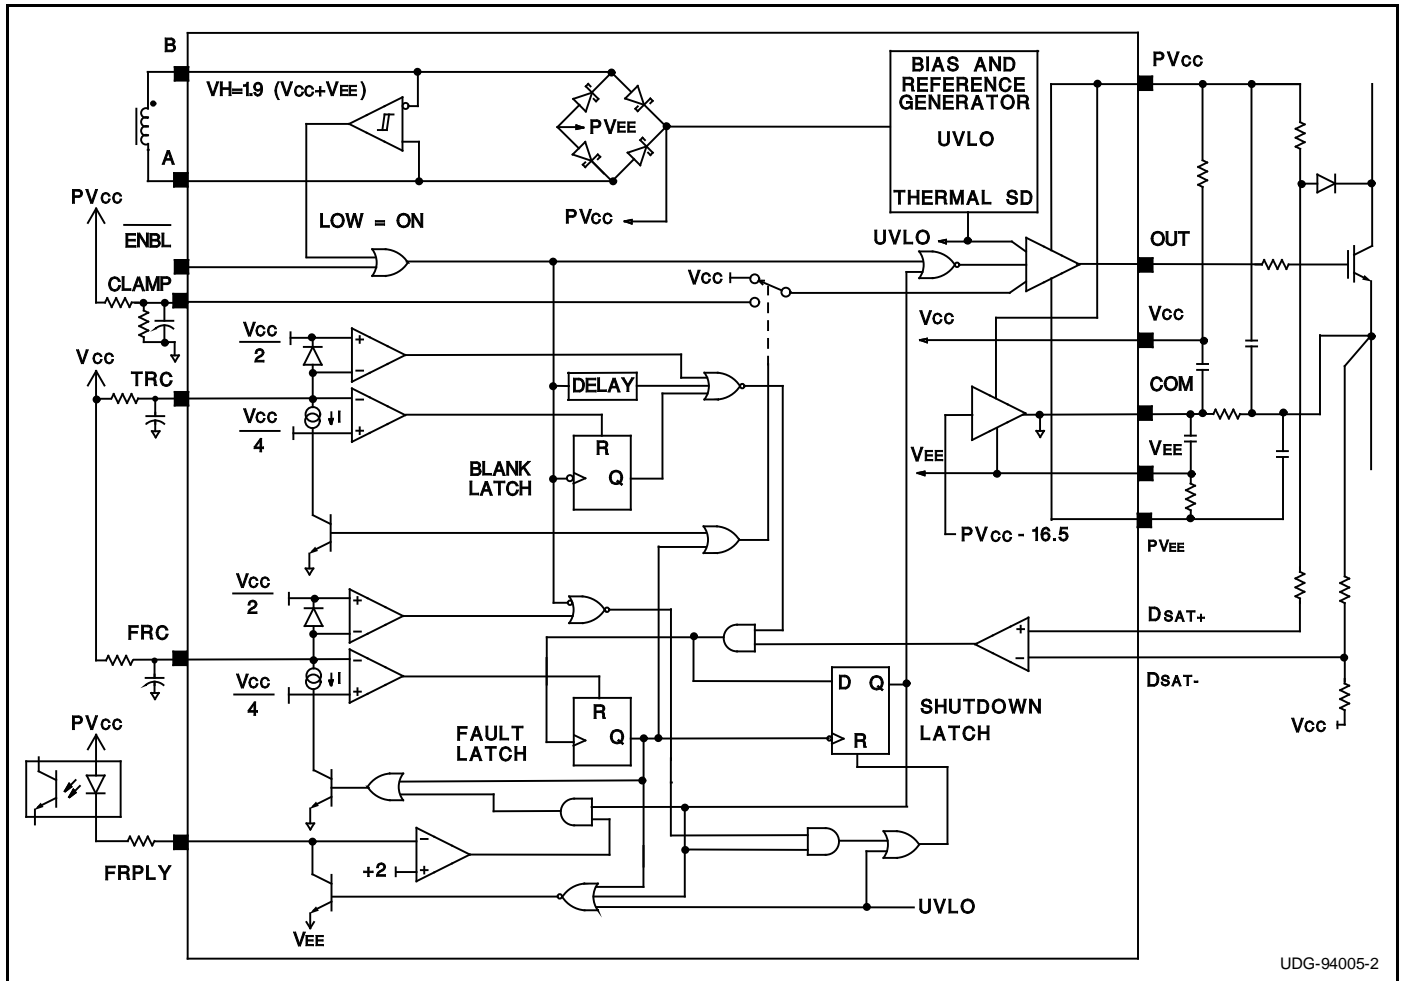 B
VH=1.9 (VCC+VEE)
A
PVEE
PVCC
LOW = ON
BIAS AND
REFERENCE
GENERATOR
UVLO
THERMAL SD
UVLO
PVCC
ENBL
CLAMP
VCC
VCC
TRC
VCC
2
VCC
4
I
DELAY
BLANK
LATCH
R
Q
PVCC
OUT
VCC
VCC
COM
VEE
VEE
PVCC - 16.5
PVEE
VCC
2
FRC
VCC
4
I
FAULT
LATCH
R
Q
D Q
R
SHUTDOWN
LATCH
DSAT+
DSAT-
VCC
PVCC
FRPLY
+2
VEE
UVLO
UDG-94005-2